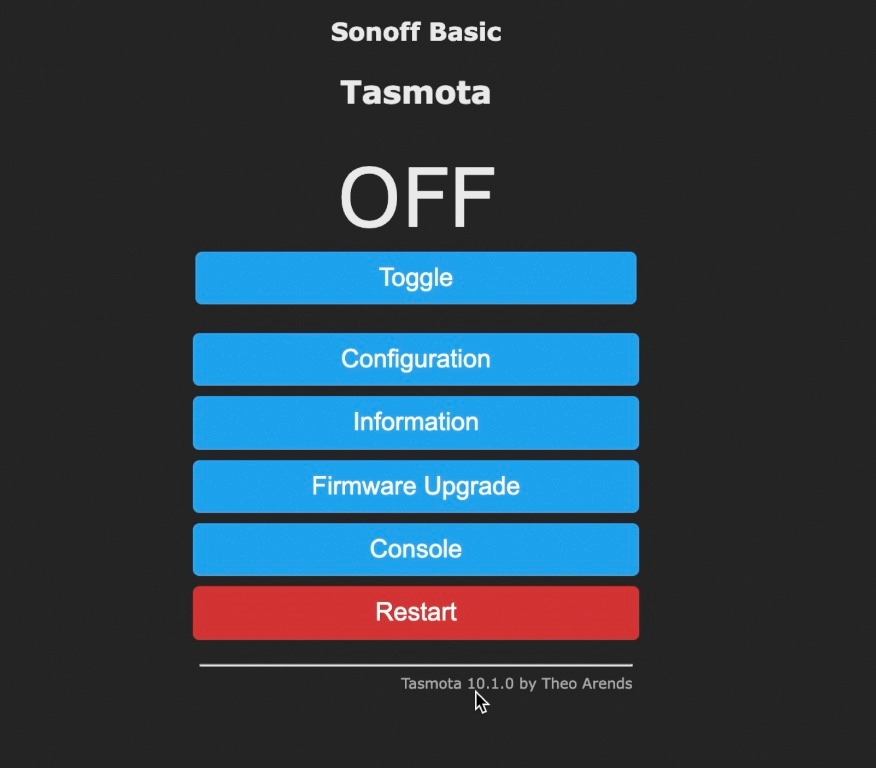 Sonoff Basic
Tasmota
OFF
Toggle
Configuration
Information
Firmware Upgrade
Console
Restart
Tasmota 10.1.0 by Theo Arends